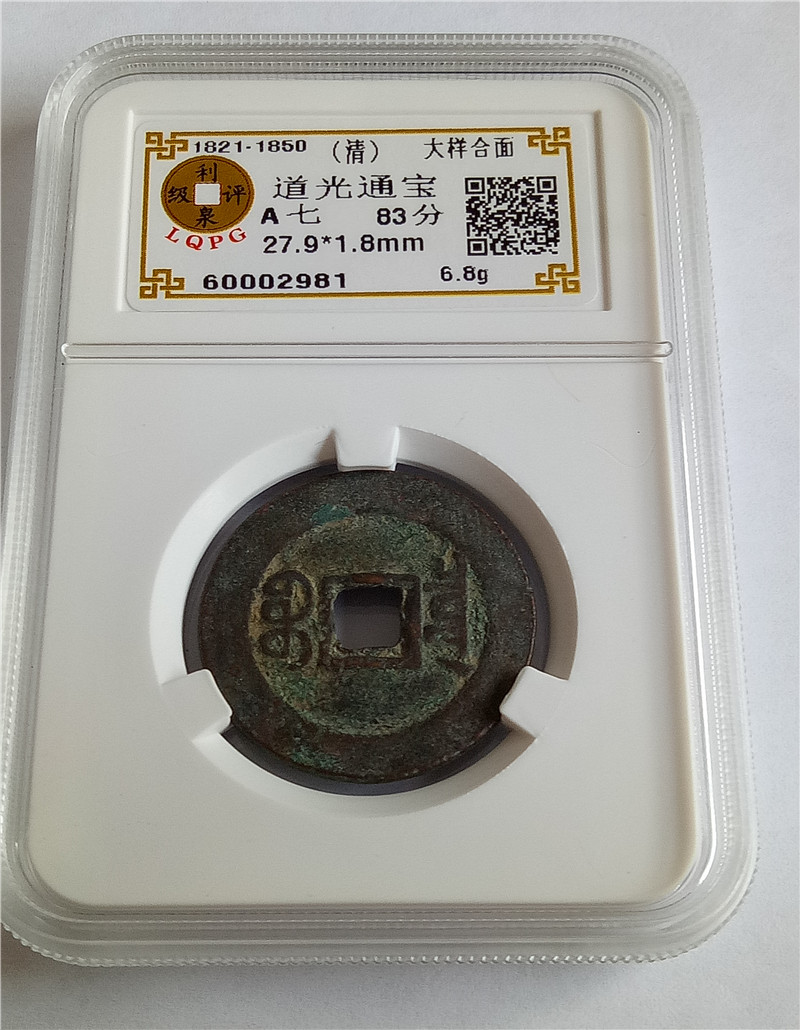 1821-1850 (清) 大样合面
利泉评级
LQPG
道光通宝
A七 83分
27.9*1.8mm
60002981 6.8g